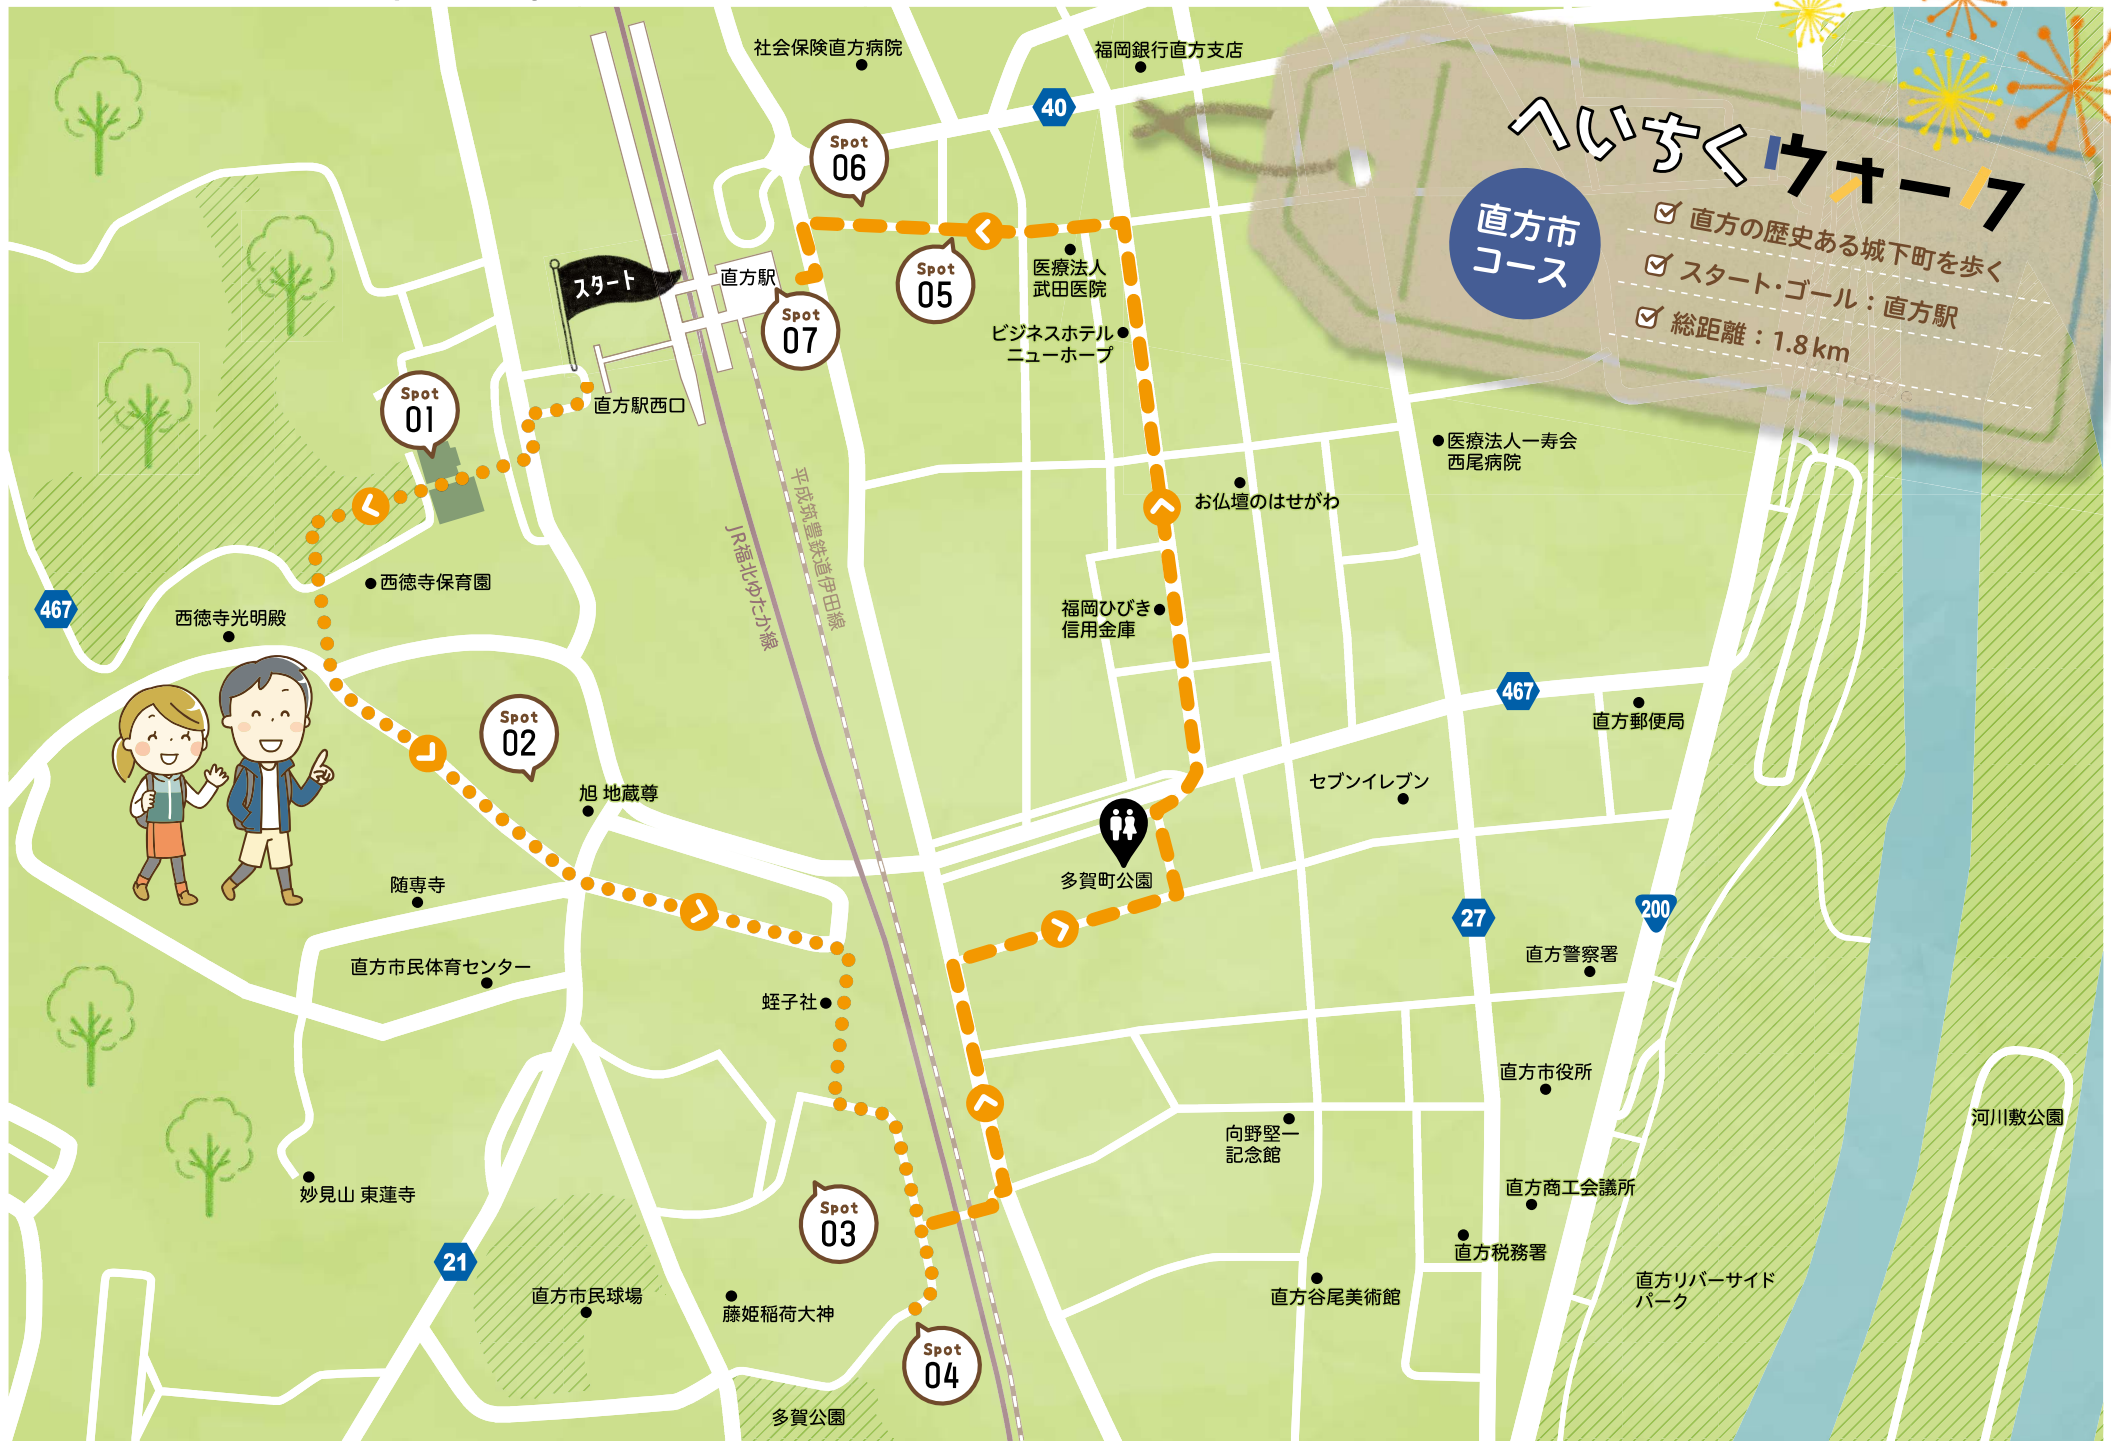 へいちくウォーク
直方市
コース
直方の歴史ある城下町を歩く
スタート・ゴール：直方駅
総距離：1.8km
社会保険直方病院
福岡銀行直方支店
40
Spot
06
Spot
05
医療法人
武田医院
スタート
直方駅
Spot
07
ビジネスホテル
ニューホープ
直方駅西口
Spot
01
医療法人一寿会
西尾病院
お仏壇のはせがわ
平成筑豊鉄道伊田線
JR福北ゆたか線
西徳寺保育園
467
西徳寺光明殿
福岡ひびき
信用金庫
467
直方郵便局
Spot
02
旭 地蔵尊
セブンイレブン
多賀町公園
随専寺
27
200
直方市民体育センター
直方警察署
蛭子社
直方市役所
向野堅一
記念館
河川敷公園
妙見山 東蓮寺
直方商工会議所
Spot
03
直方税務署
21
直方市民球場
藤姫稲荷大神
直方谷尾美術館
直方リバーサイド
パーク
Spot
04
多賀公園